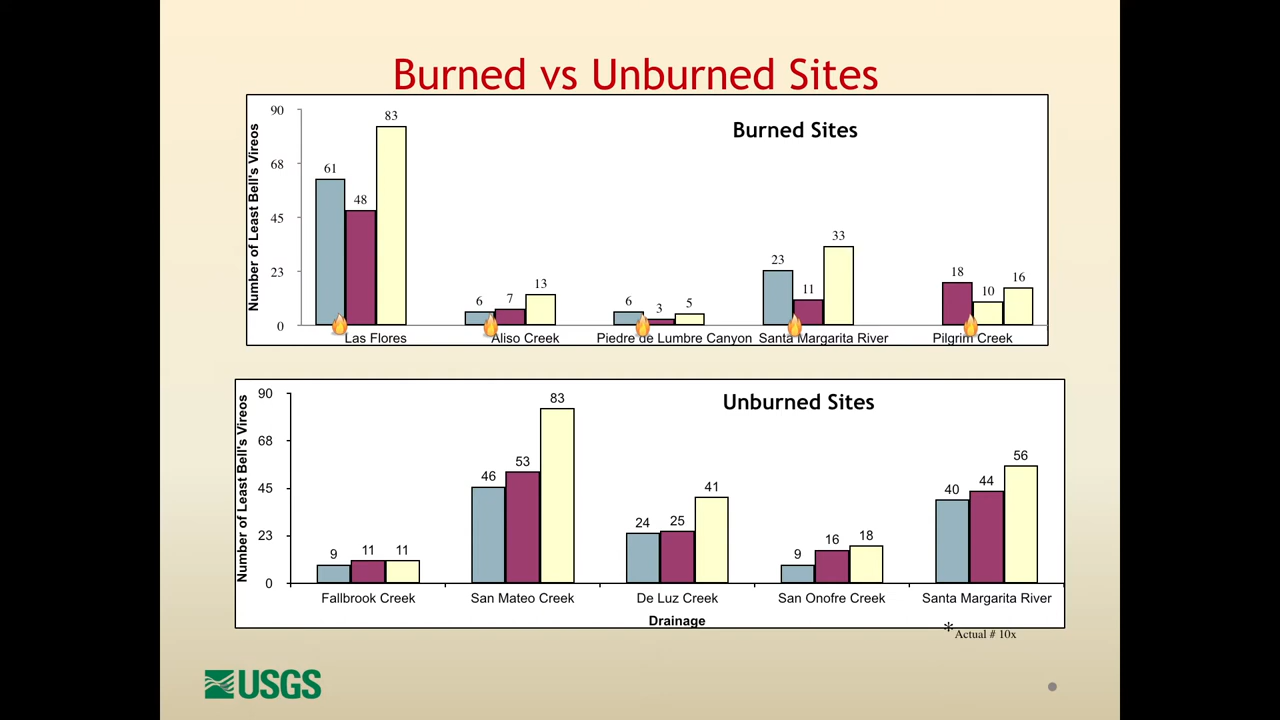 Burned vs Unburned Sites
Number of Least Bell's Vireos
90
68
45
23
0
Burned Sites
61
48
83
6
7
13
6
3
5
23
11
33
18
10
16
Las Flores
Aliso Creek
Piedre de Lumbre Canyon
Santa Margarita River
Pilgrim Creek
Number of Least Bell's Vireos
90
68
45
23
0
Unburned Sites
9
11
11
46
53
83
24
25
41
9
16
18
40
44
56
Fallbrook Creek
San Mateo Creek
De Luz Creek
San Onofre Creek
Santa Margarita River
Drainage
*Actual # 10x
USGS